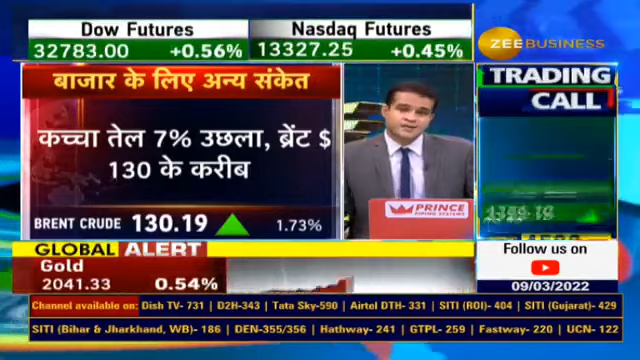 Dow Futures
32783.00 +0.56%
Nasdaq Futures
13327.25 +0.45%
ZEE BUSINESS
बाजार के लिए अन्य संकेत
कच्चा तेल 7% उछला, ब्रेंट $
130 के करीब
BRENT CRUDE 130.19 1.73%
TRADING
CALL
PRINCE
PIPING SYSTEMS
GLOBAL ALERT
Gold
2041.33 0.54%
Follow us on
09/03/2022
Channel available on: Dish TV- 731 | D2H-343 | Tata Sky-590 | Airtel DTH- 331 | SITI (ROI)- 404 | SITI (Gujarat)- 429
SITI (Bihar & Jharkhand, WB)- 186 | DEN-355/356 | Hathway- 241 | GTPL- 259 | Fastway- 220 | UCN- 122